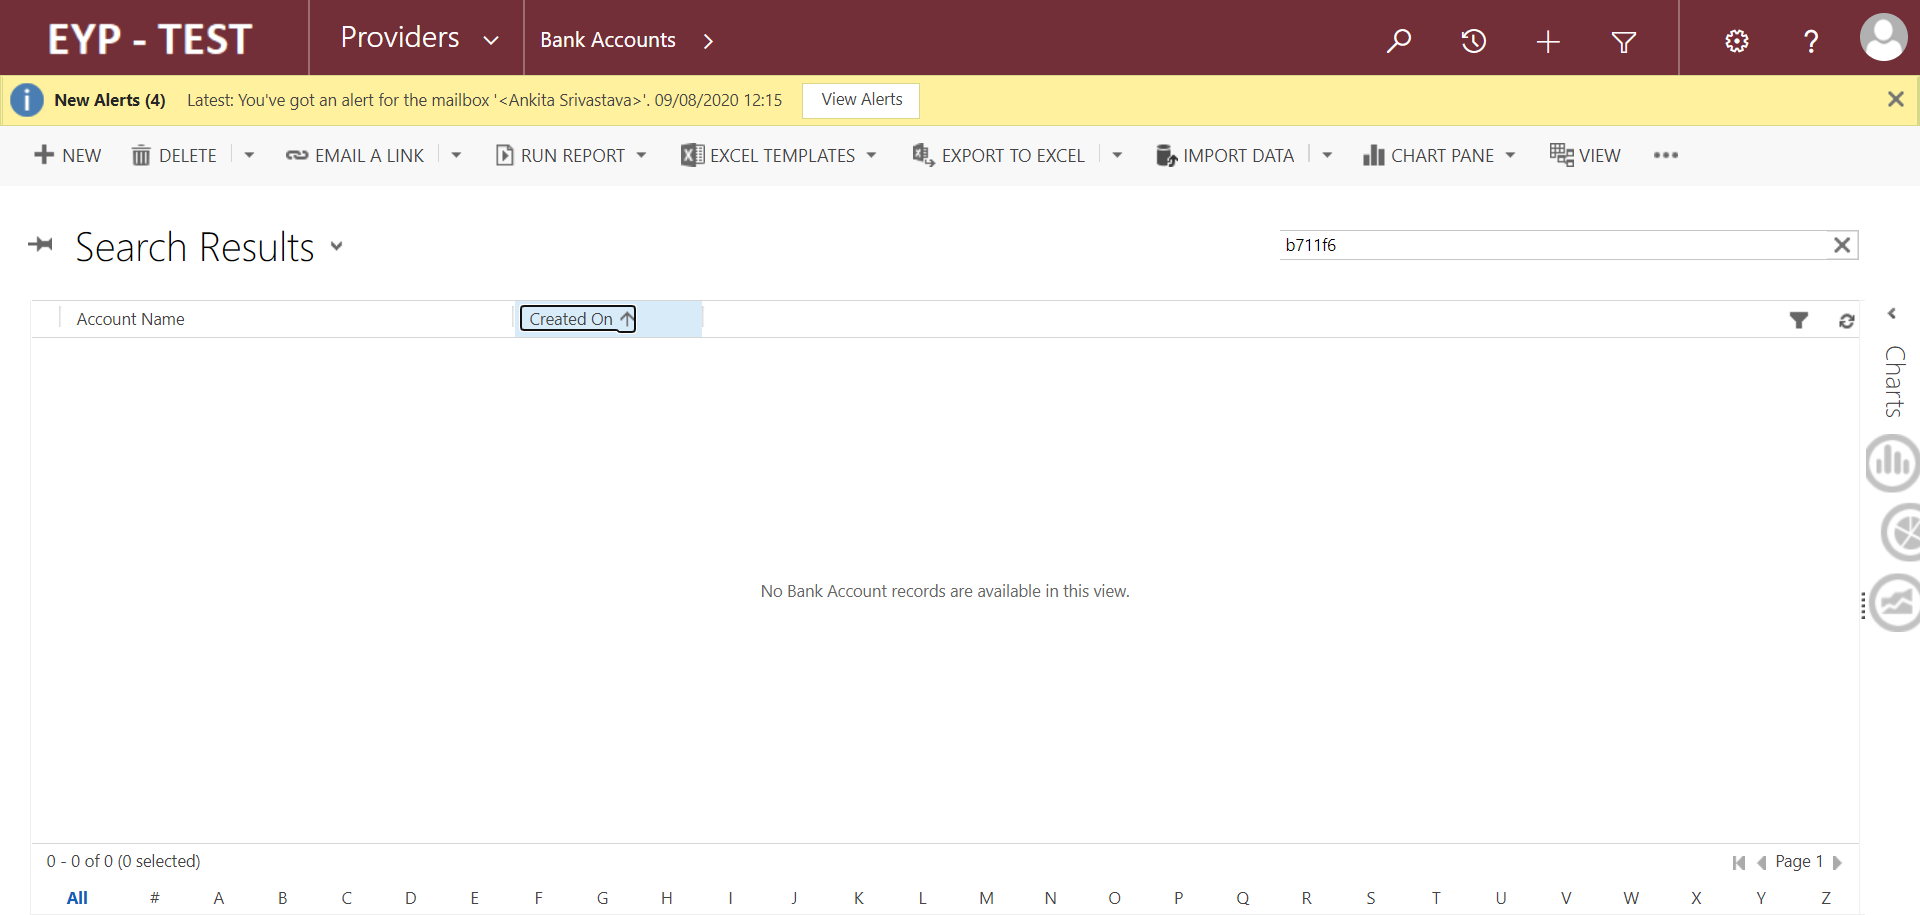 EYP - TEST
Providers
Bank Accounts
?
New Alerts (4) Latest: You've got an alert for the mailbox '<Ankita Srivastava>'. 09/08/2020 12:15 View Alerts
NEW DELETE EMAIL A LINK RUN REPORT EXCEL TEMPLATES EXPORT TO EXCEL IMPORT DATA CHART PANE VIEW
Search Results
b711f6
Account Name Created On
Charts
No Bank Account records are available in this view.
0 - 0 of 0 (0 selected)
Page 1
All # A B C D E F G H I J K L M N O P Q R S T U V W X Y Z